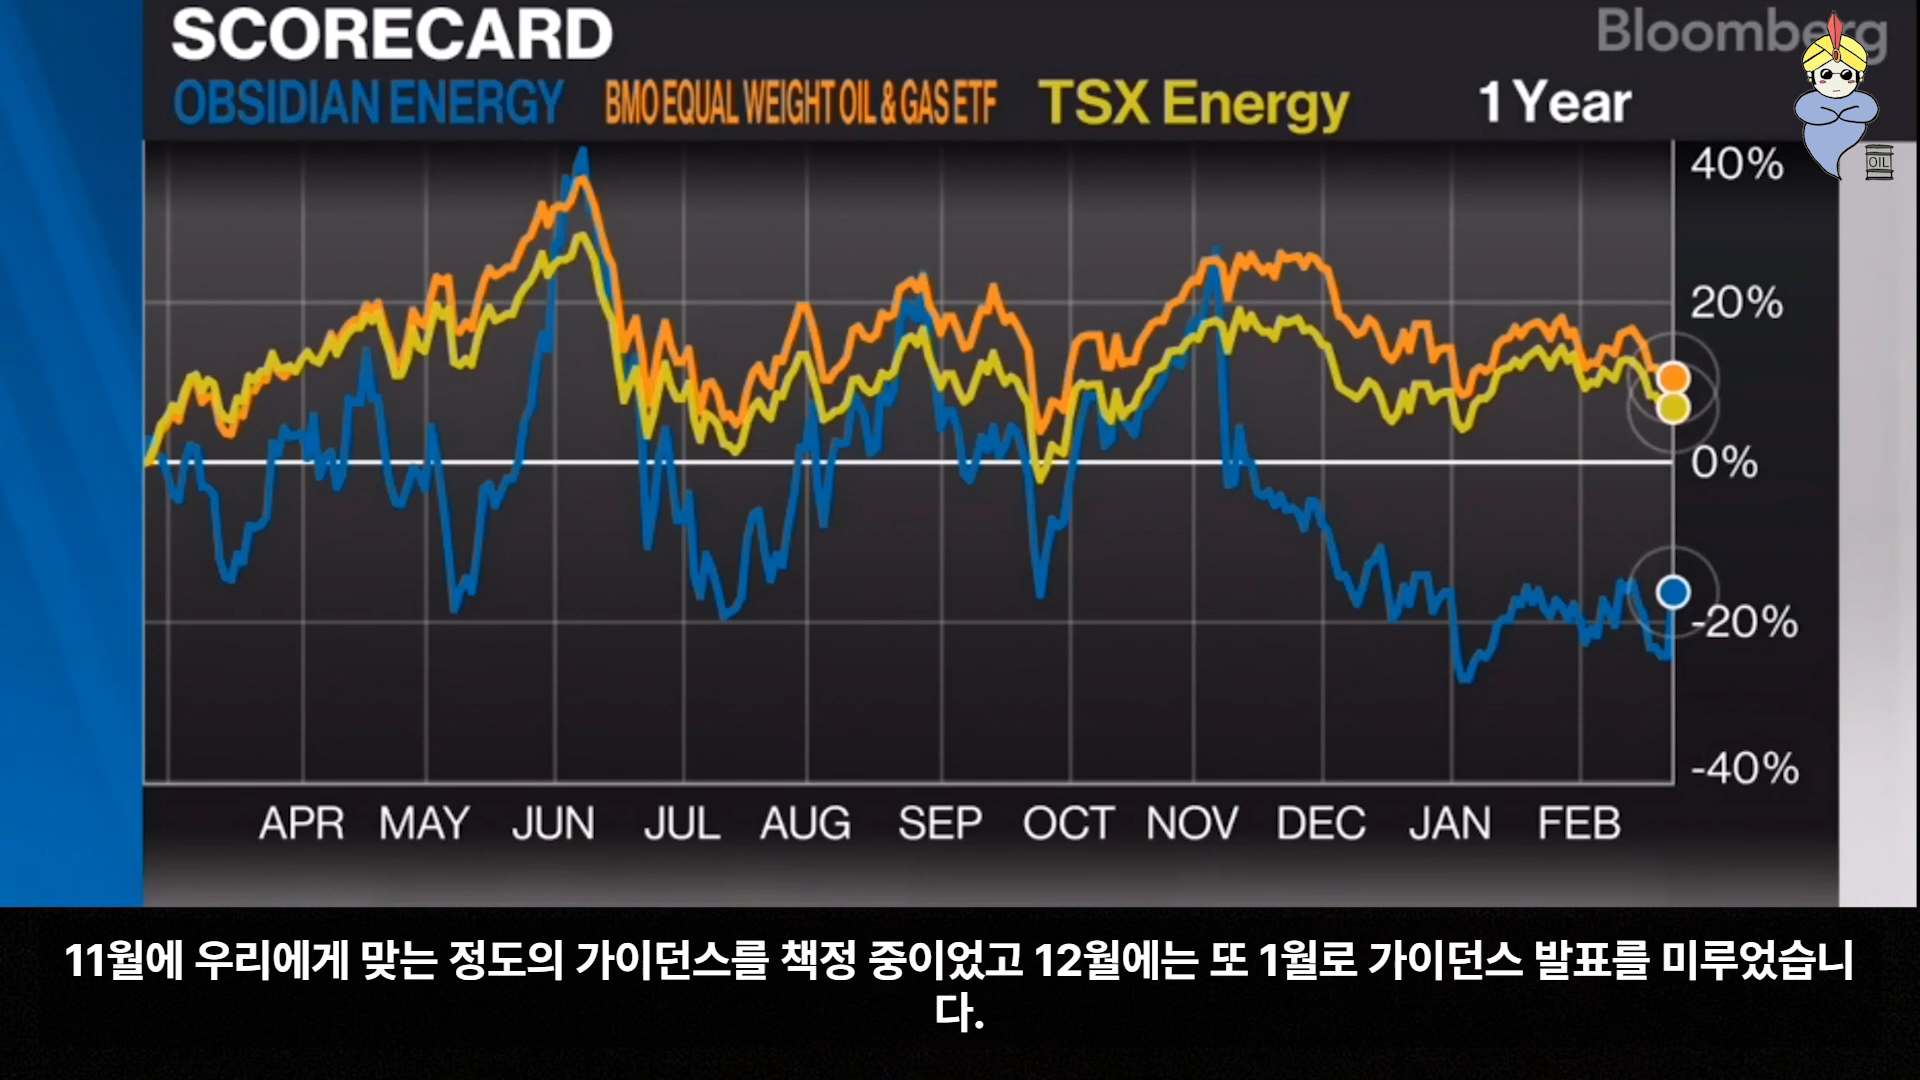 SCORECARD
Bloomberg
OBSIDIAN ENERGY BMO EQUAL WEIGHT OIL & GAS ETF TSX Energy 1 Year
OIL
40%
20%
0%
-20%
-40%
APR MAY JUN JUL AUG SEP OCT NOV DEC JAN FEB
11월에 우리에게 맞는 정도의 가이던스를 책정 중이었고 12월에는 또 1월로 가이던스 발표를 미루었습니
다.